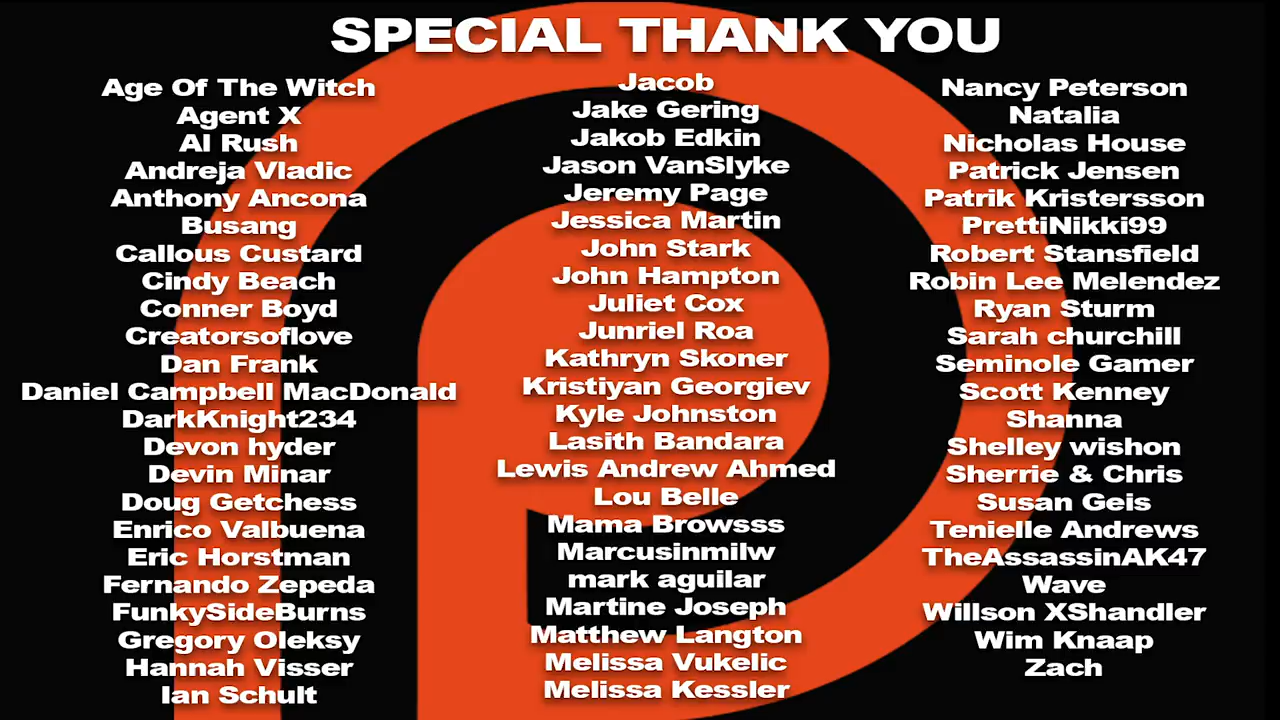 SPECIAL THANK YOU
Age Of The Witch
Agent X
Al Rush
Andreja Vladic
Anthony Ancona
Busang
Callous Custard
Cindy Beach
Conner Boyd
Creatorsoflove
Dan Frank
Daniel Campbell MacDonald
DarkKnight234
Devon hyder
Devin Minar
Doug Getchess
Enrico Valbuena
Eric Horstman
Fernando Zepeda
FunkySideBurns
Gregory Oleksy
Hannah Visser
Ian Schult
Jacob
Jake Gering
Jakob Edkin
Jason VanSlyke
Jeremy Page
Jessica Martin
John Stark
John Hampton
Juliet Cox
Junriel Roa
Kathryn Skoner
Kristiyan Georgiev
Kyle Johnston
Lasith Bandara
Lewis Andrew Ahmed
Lou Belle
Mama Browsss
Marcusinmilw
mark aguilar
Martine Joseph
Matthew Langton
Melissa Vukelic
Melissa Kessler
Nancy Peterson
Natalia
Nicholas House
Patrick Jensen
Patrik Kristersson
PrettiNikki99
Robert Stansfield
Robin Lee Melendez
Ryan Sturm
Sarah churchill
Seminole Gamer
Scott Kenney
Shanna
Shelley wishon
Sherrie & Chris
Susan Geis
Tenielle Andrews
TheAssassinAK47
Wave
Willson XShandler
Wim Knaap
Zach